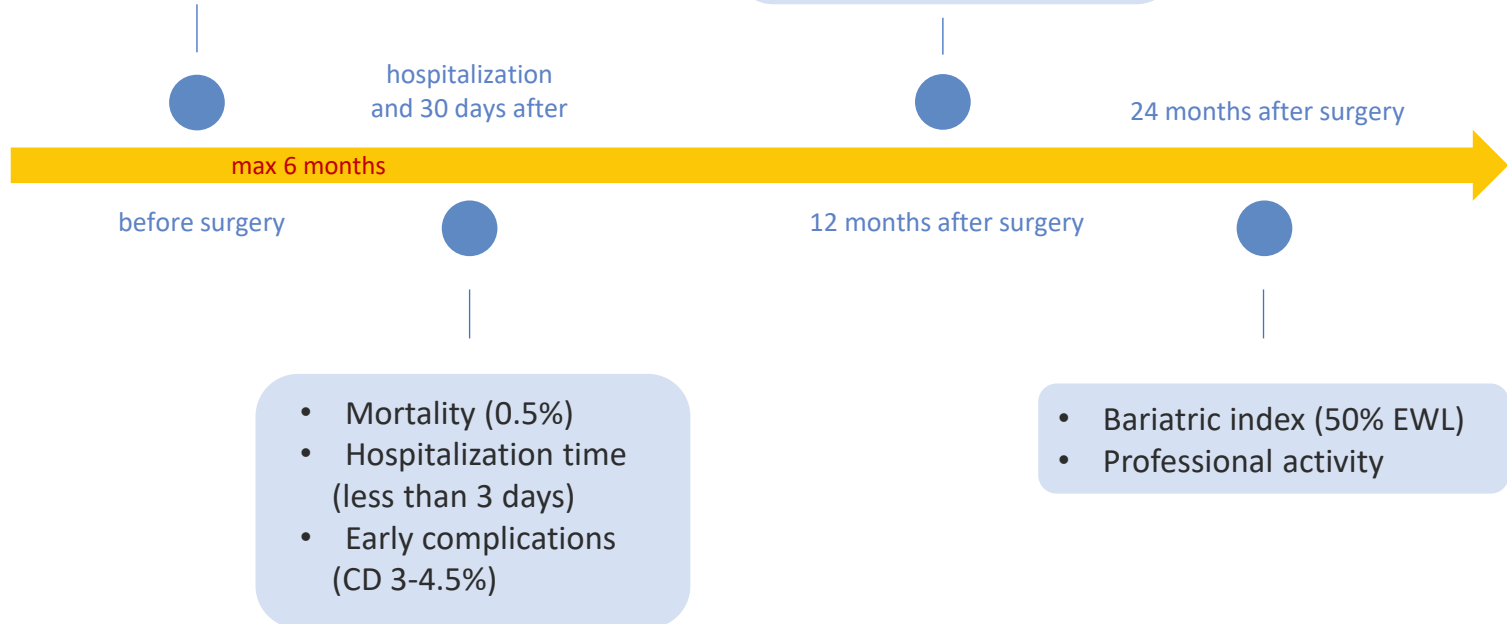 hospitalization
and 30 days after
24 months after surgery
max 6 months
before surgery
12 months after surgery
• Mortality (0.5%)
• Hospitalization time
(less than 3 days)
• Early complications
(CD 3-4.5%)
• Bariatric index (50% EWL)
• Professional activity